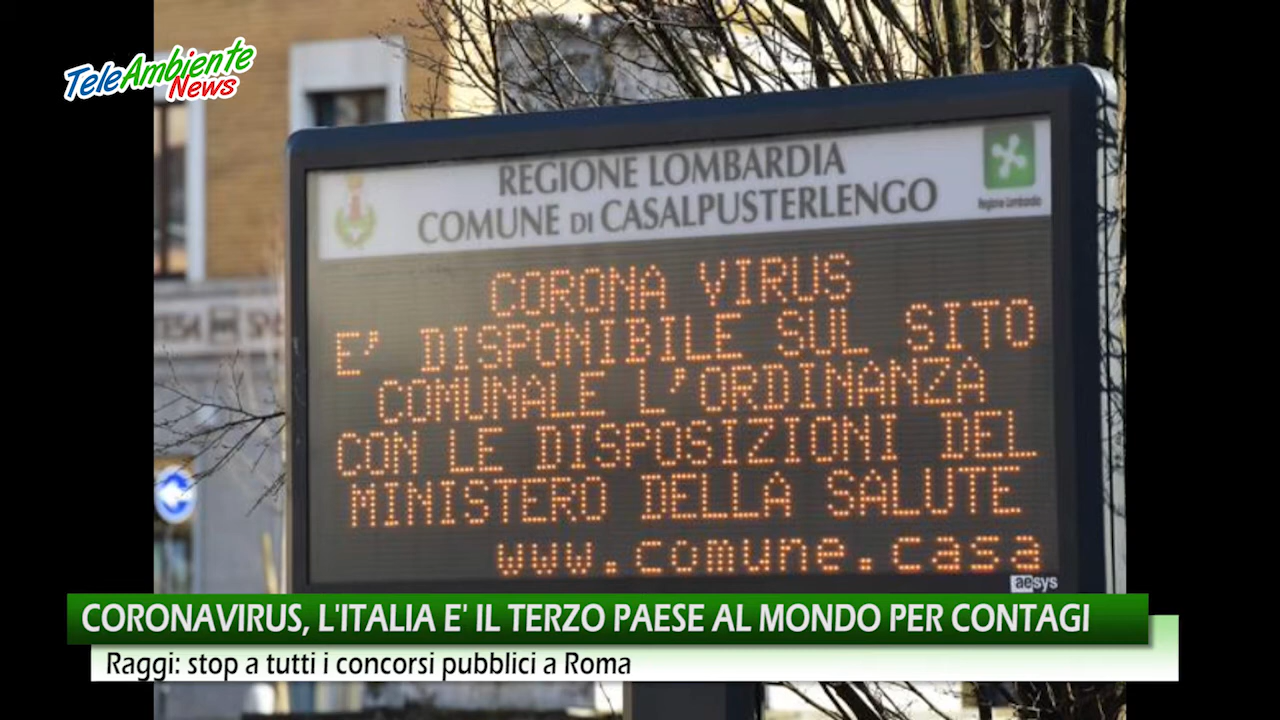 TeleAmbiente
News
REGIONE LOMBARDIA
COMUNE DI CASALPUSTERLENGO
Regione Lombardia
CORONA VIRUS
E' DISPONIBILE SUL SITO
COMUNALE L'ORDINANZA
CON LE DISPOSIZIONI DEL
MINISTERO DELLA SALUTE
www.comune.casa
aesys
CORONAVIRUS, L'ITALIA E' IL TERZO PAESE AL MONDO PER CONTAGI
Raggi: stop a tutti i concorsi pubblici a Roma